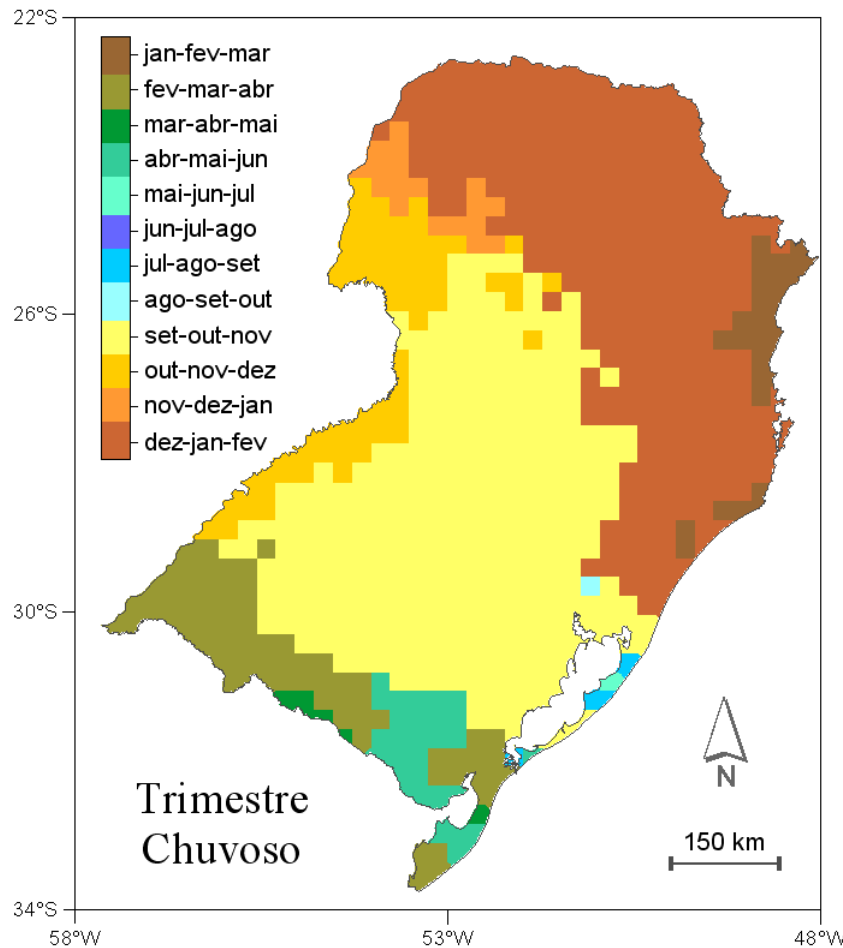 22°S
jan-fev-mar
fev-mar-abr
mar-abr-mai
abr-mai-jun
mai-jun-jul
jun-jul-ago
jul-ago-set
ago-set-out
set-out-nov
out-nov-dez
nov-dez-jan
dez-jan-fev
26°S
30°S
N
Trimestre
Chuvoso
150 km
34°S
58°W
53°W
48°W